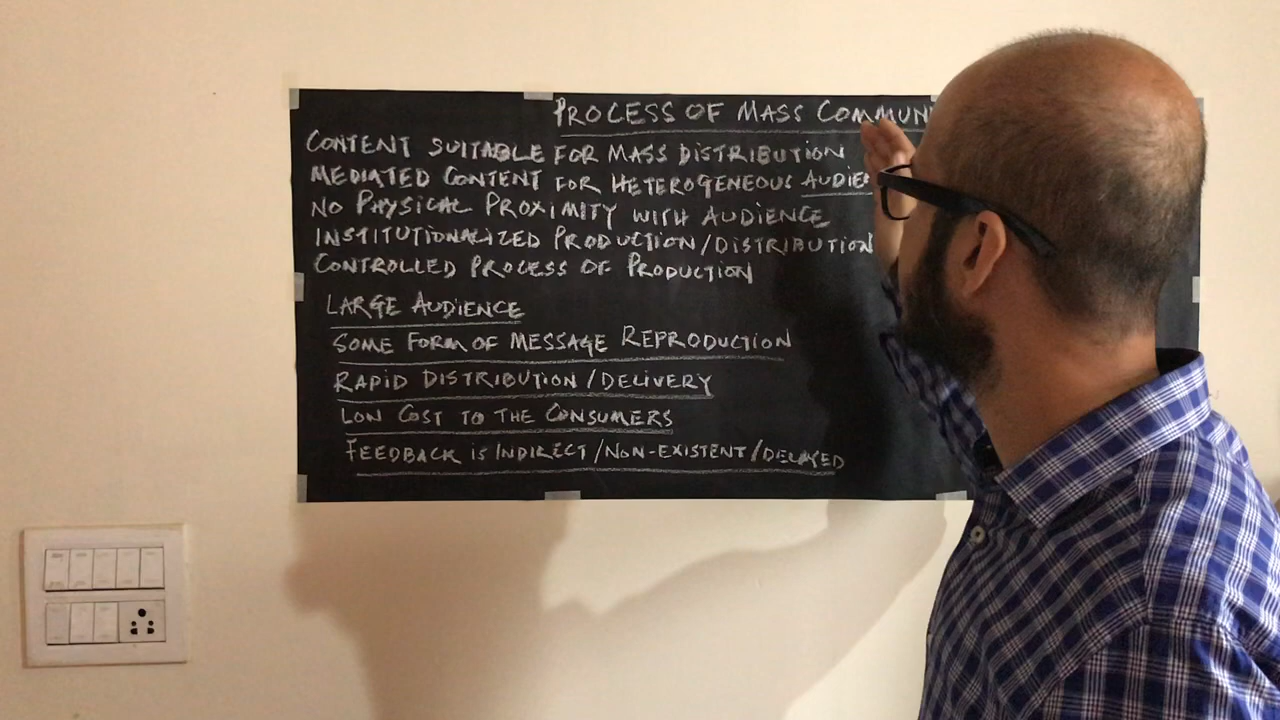 PROCESS OF MASS COMMUN
CONTENT SUITABLE FOR MASS DISTRIBUTION
MEDIATED CONTENT FOR HETEROGENEOUS AUDIE
NO PHYSICAL PROXIMITY WITH AUDIENCE
INSTITUTIONALIZED PRODUCTION/DISTRIBUTION
CONTROLLED PROCESS OF PRODUCTION
LARGE AUDIENCE
SOME FORM OF MESSAGE REPRODUCTION
RAPID DISTRIBUTION/DELIVERY
LOW COST TO THE CONSUMERS
FEEDBACK IS INDIRECT/NON-EXISTENT/DELAYED